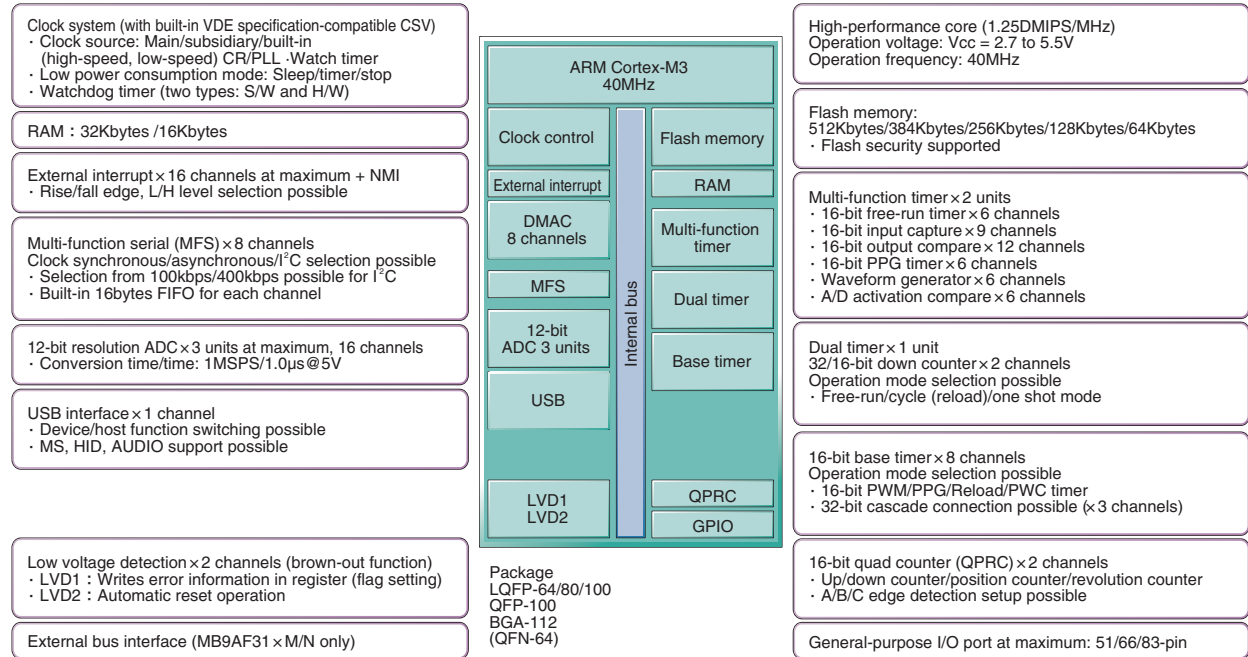 Clock system (with built-in VDE specification-compatible CSV)
· Clock source: Main/subsidiary/built-in
(high-speed, low-speed) CR/PLL ·Watch timer
· Low power consumption mode: Sleep/timer/stop
· Watchdog timer (two types: S/W and H/W)
RAM : 32Kbytes /16Kbytes
External interrupt×16 channels at maximum + NMI
· Rise/fall edge, L/H level selection possible
Multi-function serial (MFS)×8 channels
Clock synchronous/asynchronous/I²C selection possible
· Selection from 100kbps/400kbps possible for I²C
· Built-in 16bytes FIFO for each channel
12-bit resolution ADC×3 units at maximum, 16 channels
· Conversion time/time: 1MSPS/1.0μs@5V
USB interface×1 channel
· Device/host function switching possible
· MS, HID, AUDIO support possible
Low voltage detection×2 channels (brown-out function)
· LVD1 : Writes error information in register (flag setting)
· LVD2 : Automatic reset operation
External bus interface (MB9AF31×M/N only)
ARM Cortex-M3
40MHz
Clock control
External interrupt
DMAC
8 channels
MFS
12-bit
ADC 3 units
USB
LVD1
LVD2
Internal bus
Flash memory
RAM
Multi-function
timer
Dual timer
Base timer
QPRC
GPIO
Package
LQFP-64/80/100
QFP-100
BGA-112
(QFN-64)
High-performance core (1.25DMIPS/MHz)
Operation voltage: Vcc = 2.7 to 5.5V
Operation frequency: 40MHz
Flash memory:
512Kbytes/384Kbytes/256Kbytes/128Kbytes/64Kbytes
· Flash security supported
Multi-function timer×2 units
· 16-bit free-run timer×6 channels
· 16-bit input capture×9 channels
· 16-bit output compare×12 channels
· 16-bit PPG timer×6 channels
· Waveform generator×6 channels
· A/D activation compare×6 channels
Dual timer×1 unit
32/16-bit down counter×2 channels
Operation mode selection possible
· Free-run/cycle (reload)/one shot mode
16-bit base timer×8 channels
Operation mode selection possible
· 16-bit PWM/PPG/Reload/PWC timer
· 32-bit cascade connection possible (×3 channels)
16-bit quad counter (QPRC)×2 channels
· Up/down counter/position counter/revolution counter
· A/B/C edge detection setup possible
General-purpose I/O port at maximum: 51/66/83-pin